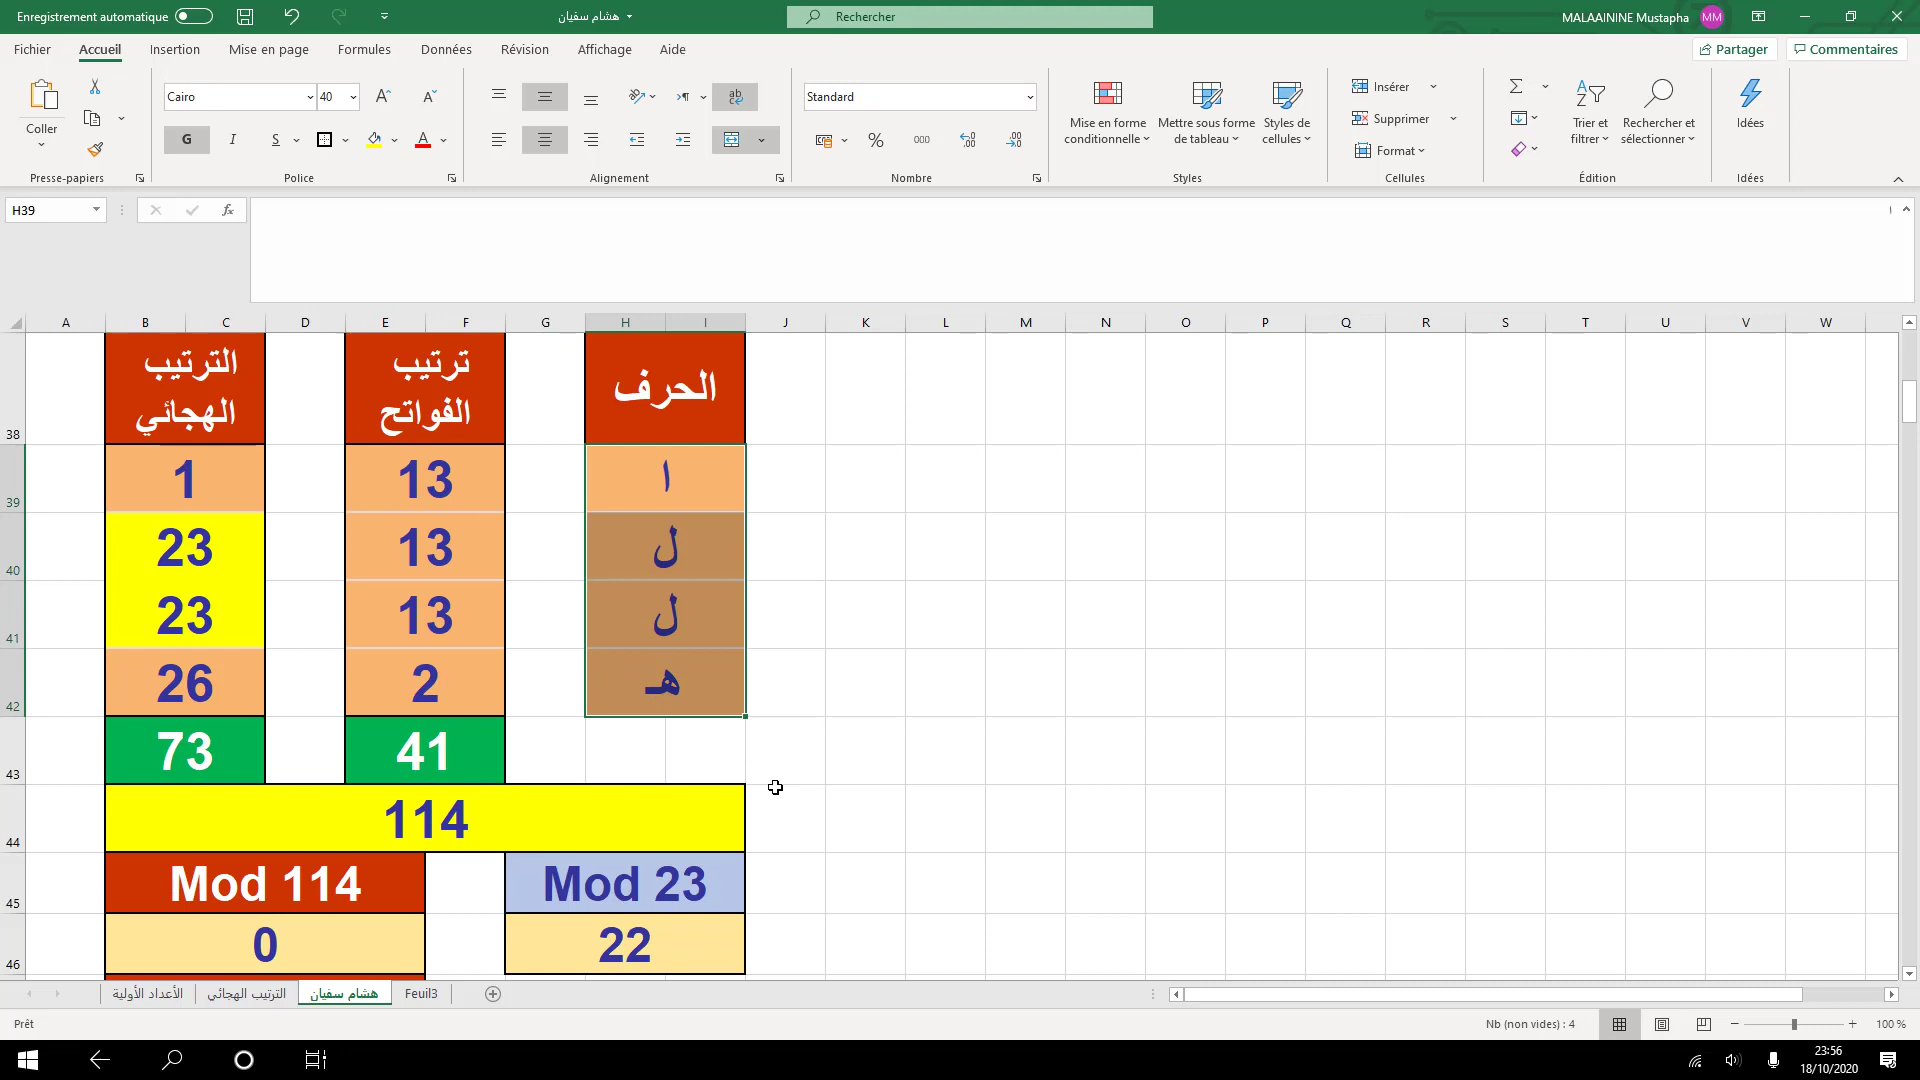 Enregistrement automatique
هشام سفيان
Rechercher
MALAAININE Mustapha
MM
Fichier
Accueil
Insertion
Mise en page
Formules
Données
Révision
Affichage
Aide
Partager
Commentaires
Coller
Presse-papiers
Cairo
40
G
I
S
Police
Alignement
Standard
%
000
Nombre
Mise en forme conditionnelle
Mettre sous forme de tableau
Styles de cellules
Styles
Insérer
Supprimer
Format
Cellules
Trier et filtrer
Rechercher et sélectionner
Édition
Idées
Idées
H39
fx
ا
A B C D E F G H I J K L M N O P Q R S T U V W
38
الحرف
ترتيب الفواتح
الترتيب الهجائي
39
ا
13
1
40
ل
13
23
41
ل
13
23
42
هـ
2
26
43
41
73
44
114
45
Mod 114
Mod 23
46
0
22
الأعداد الأولية
الترتيب الهجائي
هشام سفيان
Feuil3
Prêt
Nb (non vides) : 4
100 %
23:56
18/10/2020